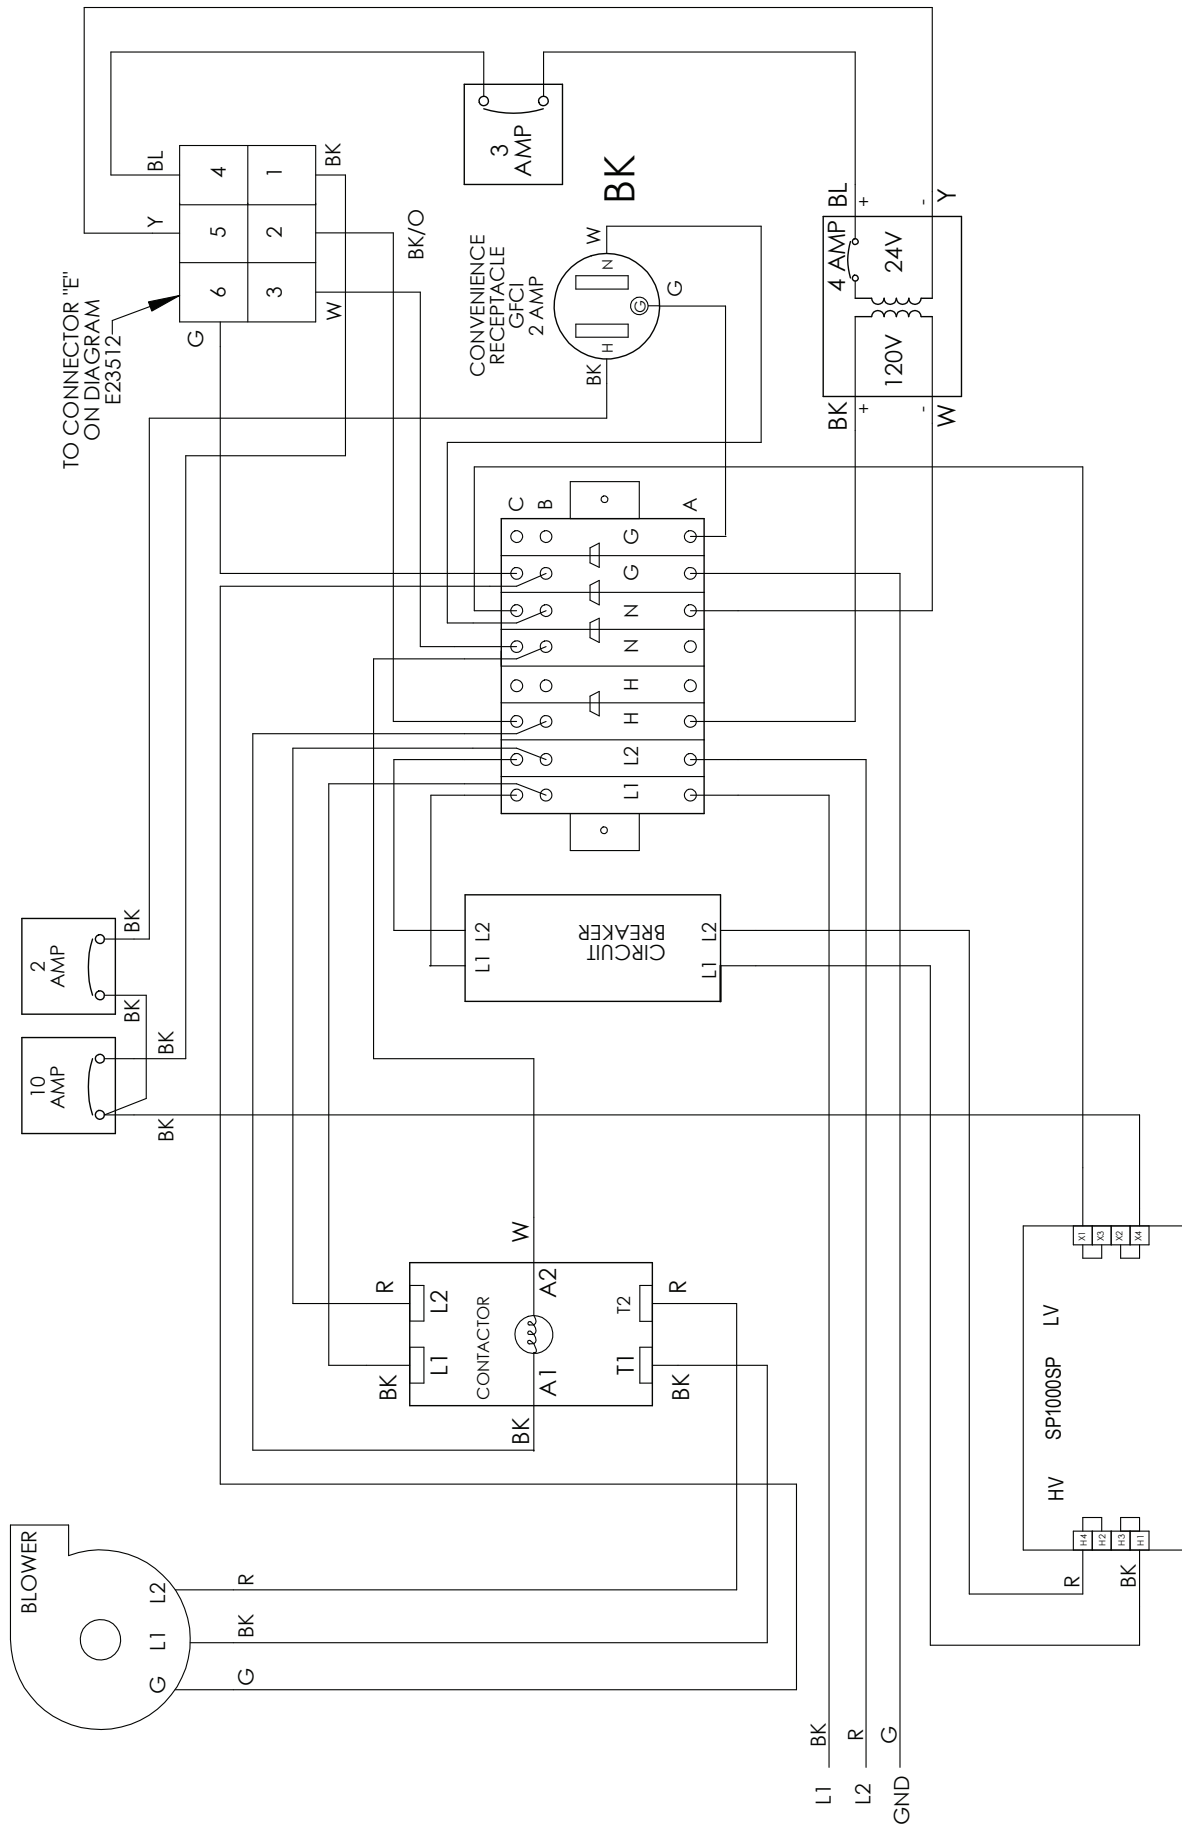 BLOWER
G
L1
L2
G
BK
R
10
AMP
BK
BK
2
AMP
BK
BK
TO CONNECTOR "E"
ON DIAGRAM
E23512
G
Y
BL
6
5
4
3
2
1
W
BK/O
BK
3
AMP
BK
CONVENIENCE
RECEPTACLE
GFCI
2 AMP
BK
H
N
G
W
G
BK
+
-
W
120V
24V
4 AMP
BL
+
-
Y
C
B
A
L1
L2
H
H
N
N
G
G
L1
L2
CIRCUIT
BREAKER
L1
L2
BK
R
L1
L2
CONTACTOR
A1
A2
BK
W
T1
T2
BK
R
L1
BK
L2
R
GND
G
R
BK
H4
H2
H3
H1
HV
SP1000SP
LV
X1
X3
X2
X4